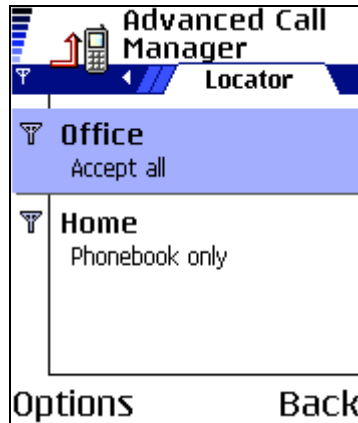 Advanced Call
Manager
Locator
Office
Accept all
Home
Phonebook only
Options Back